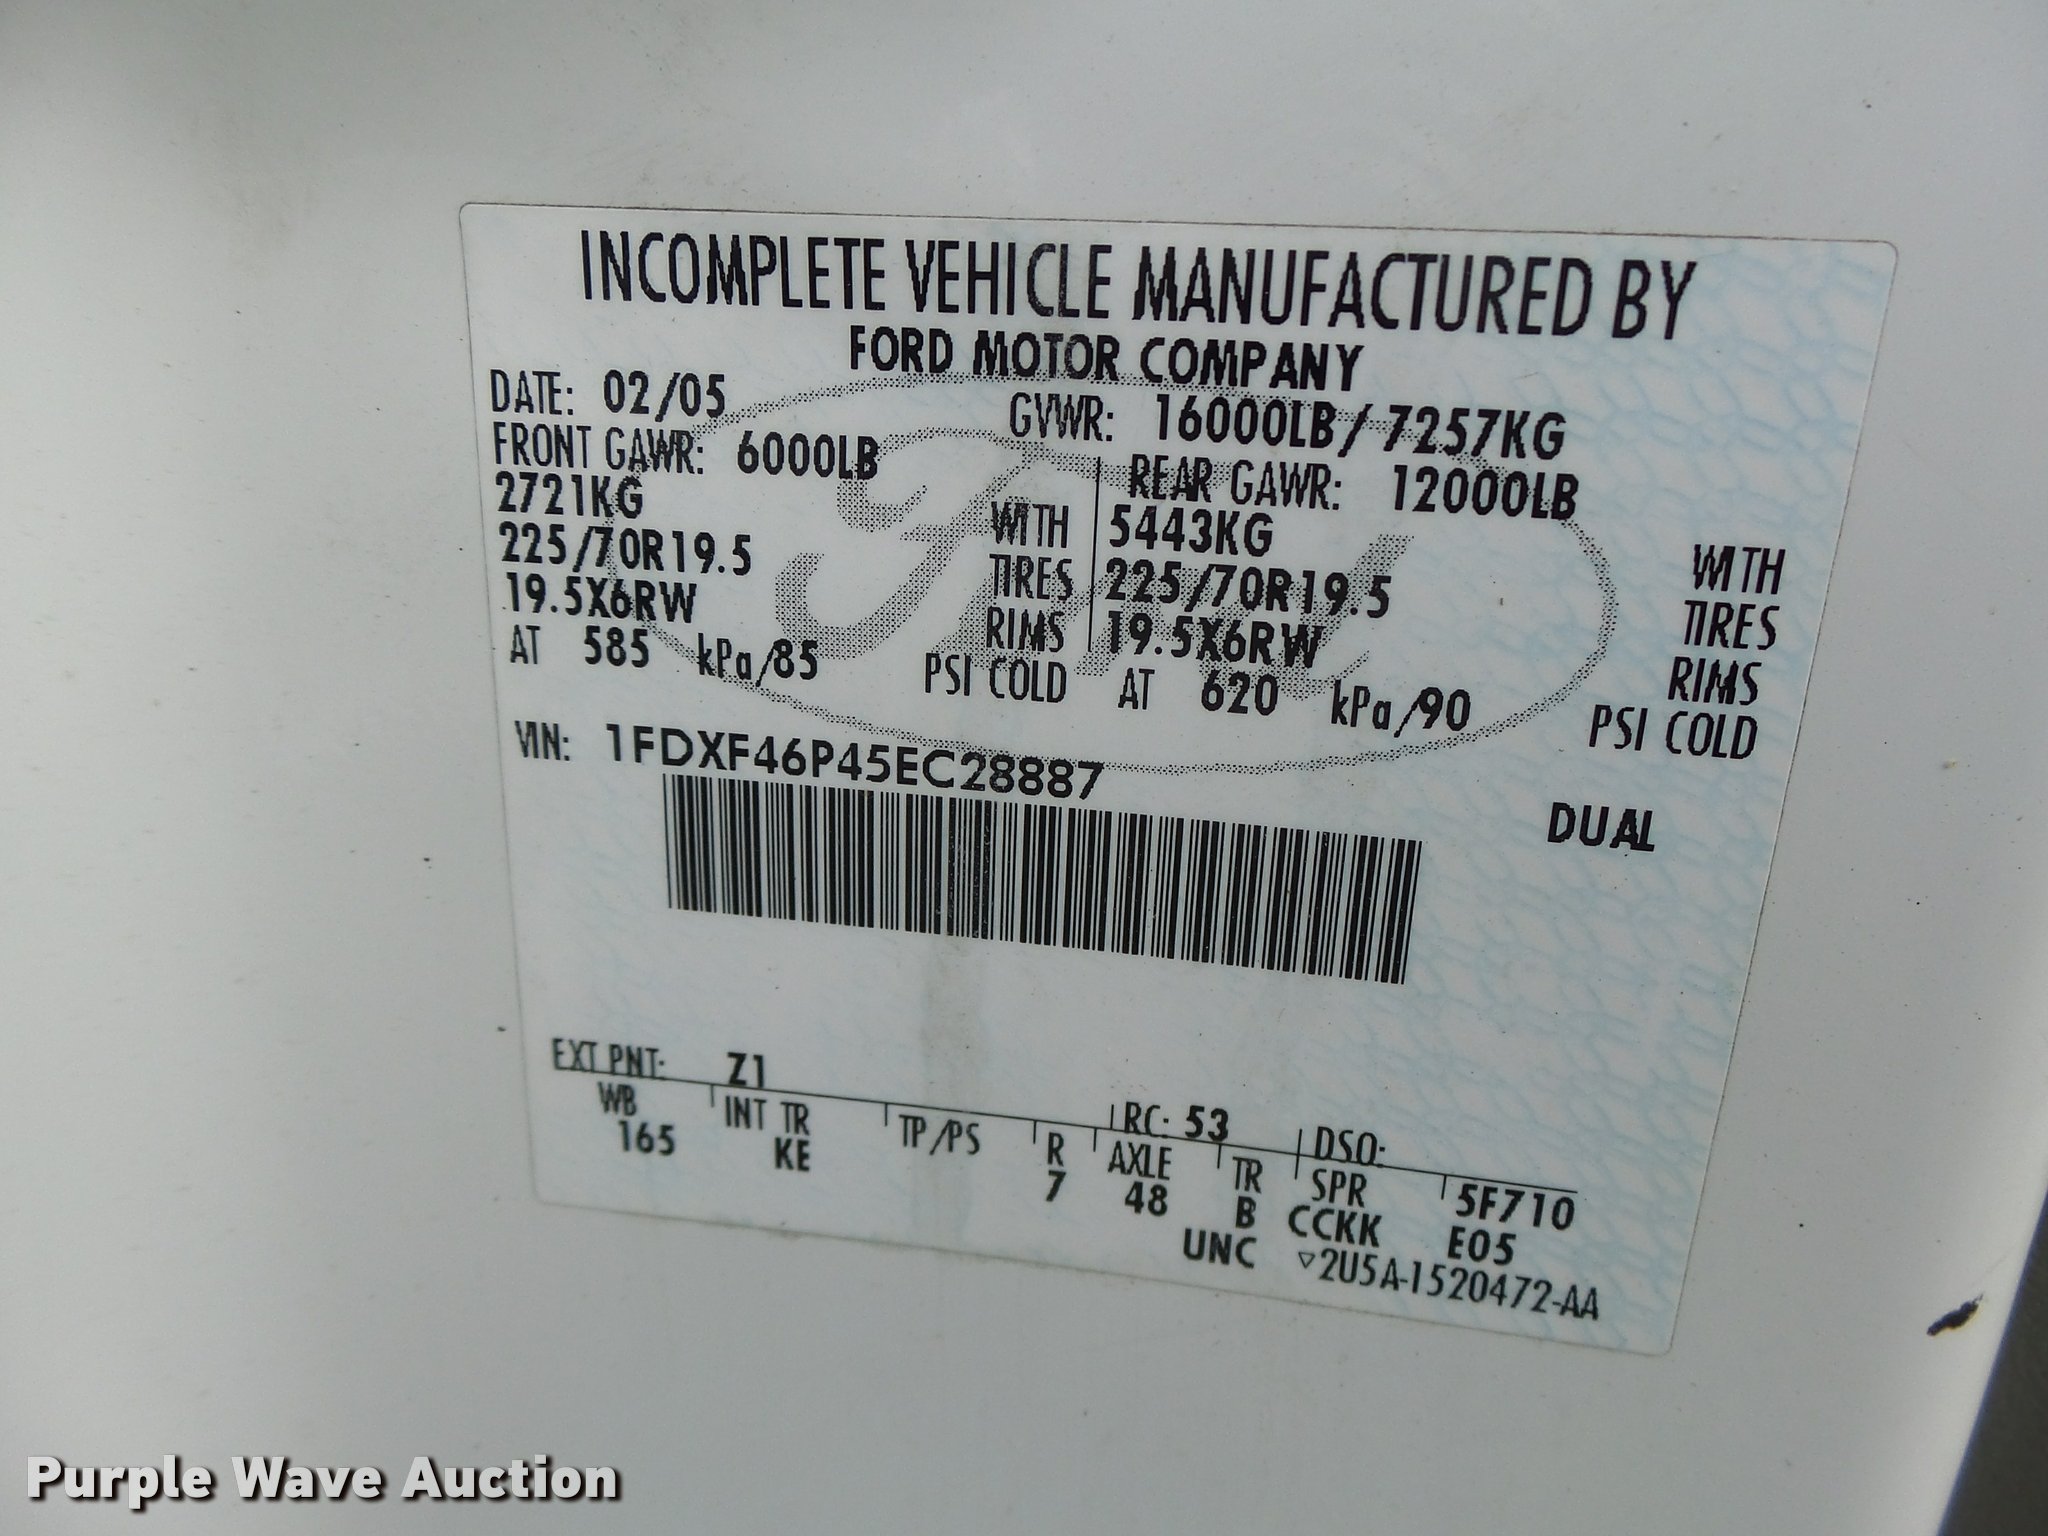 INCOMPLETE VEHICLE MANUFACTURED BY
FORD MOTOR COMPANY
DATE: 02/05 GVWR: 16000LB/ 7257KG
FRONT GAWR: 6000LB REAR GAWR: 12000LB
2721KG WITH 5443KG WITH
225/70R19.5 TIRES 225/70R19.5 TIRES
19.5X6RW RIMS 19.5X6RW RIMS
AT 585 kPa/85 PSI COLD AT 620 kPa/90 PSI COLD
VIN: 1FDXF46P45EC28887
DUAL
EXT PNT: Z1 RC: 53 DSO:
WB INT TR TP/PS R AXLE TR SPR 5F710
165 KE 7 48 B CCKK E05
UNC ▽2U5A-1520472-AA
Ford
Purple Wave Auction